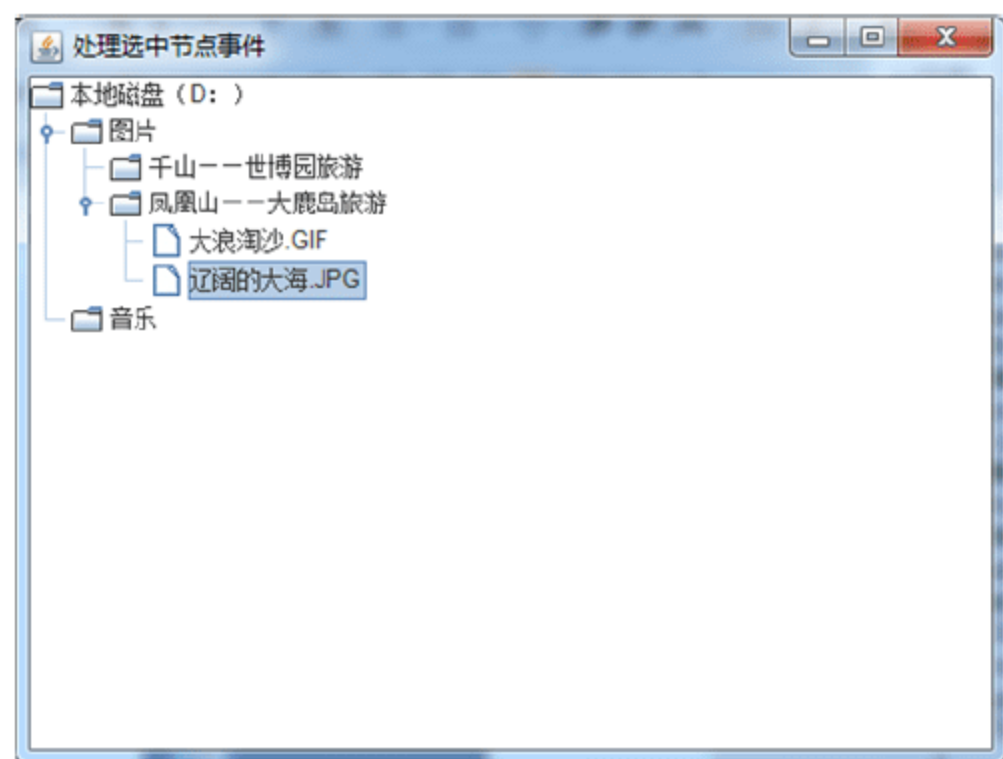 处理选中节点事件
本地磁盘（D：）
图片
千山——世博园旅游
凤凰山——大鹿岛旅游
大浪淘沙.GIF
辽阔的大海.JPG
音乐